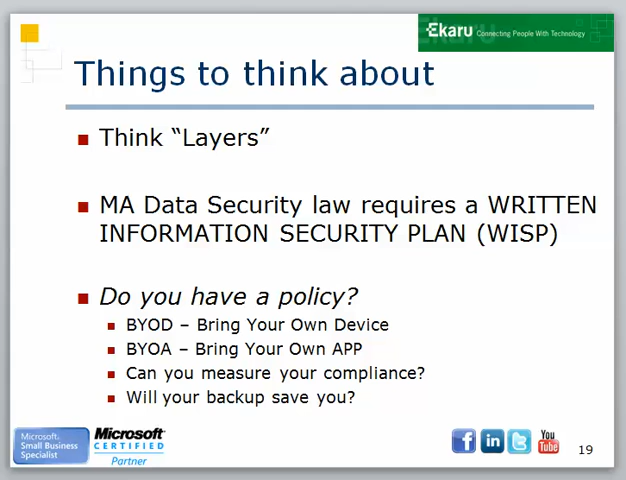 Ekaru Connecting People With Technology
Things to think about
Think “Layers”
MA Data Security law requires a WRITTEN
INFORMATION SECURITY PLAN (WISP)
Do you have a policy?
BYOD – Bring Your Own Device
BYOA – Bring Your Own APP
Can you measure your compliance?
Will your backup save you?
Microsoft
Small Business
Specialist
Microsoft
CERTIFIED
Partner
f
in
t
You
Tube
19